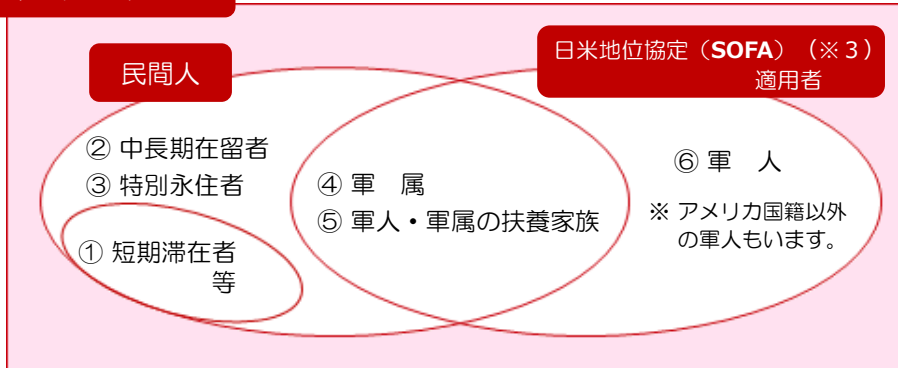 民間人
日米地位協定（SOFA）（※３）
適用者
② 中長期在留者
③ 特別永住者
① 短期滞在者
等
④ 軍　属
⑤ 軍人・軍属の扶養家族
⑥ 軍　人
※ アメリカ国籍以外
の軍人もいます。